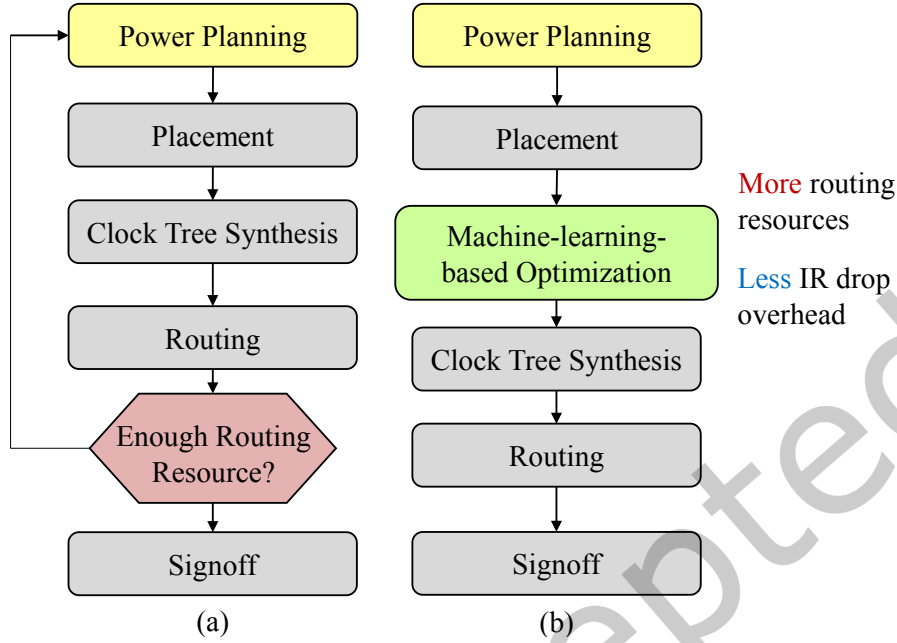 Power Planning
Placement
Clock Tree Synthesis
Routing
Enough Routing
Resource?
Signoff
(a)
Power Planning
Placement
Machine-learning-
based Optimization
Clock Tree Synthesis
Routing
Signoff
(b)
More routing
resources
Less IR drop
overhead